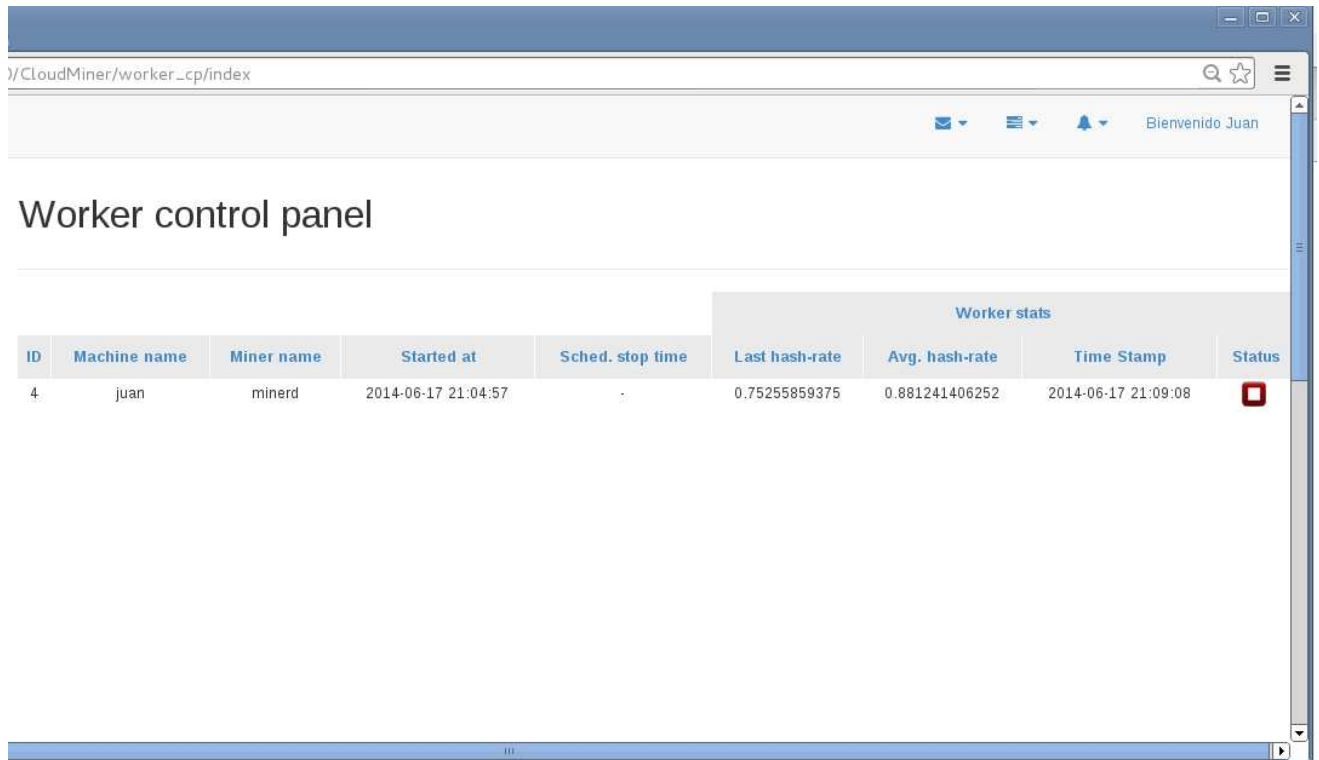 )/CloudMiner/worker_cp/index
Bienvenido Juan
Worker control panel
Worker stats
ID Machine name Miner name Started at Sched. stop time Last hash-rate Avg. hash-rate Time Stamp Status
4 juan minerd 2014-06-17 21:04:57 - 0.75255859375 0.881241406252 2014-06-17 21:09:08